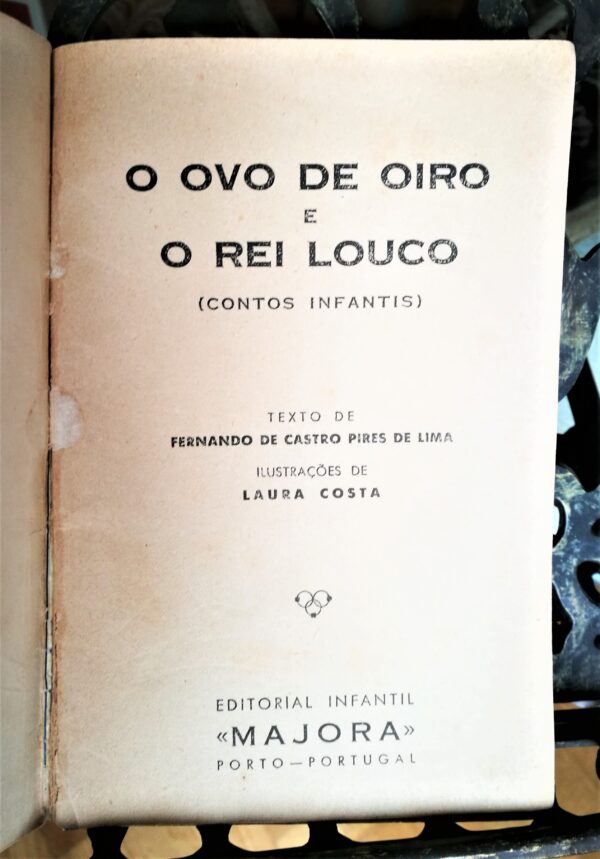 O OVO DE OIRO
E
O REI LOUCO
(CONTOS INFANTIS)
TEXTO DE
FERNANDO DE CASTRO PIRES DE LIMA
ILUSTRAÇÕES DE
LAURA COSTA
EDITORIAL INFANTIL
«MAJORA»
PORTO—PORTUGAL